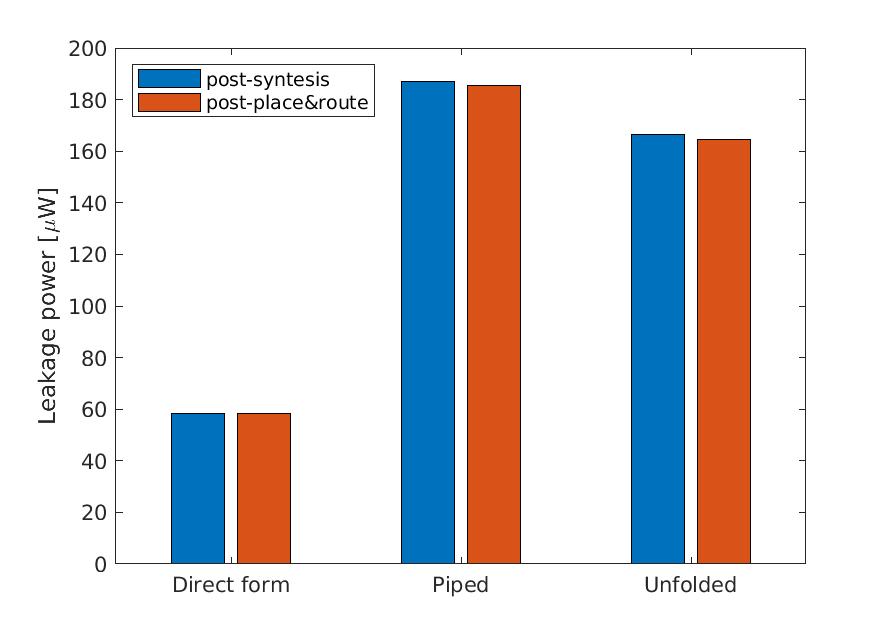 200
180
160
140
120
100
80
60
40
20
0
Leakage power [μW]
post-syntesis
post-place&route
Direct form
Piped
Unfolded